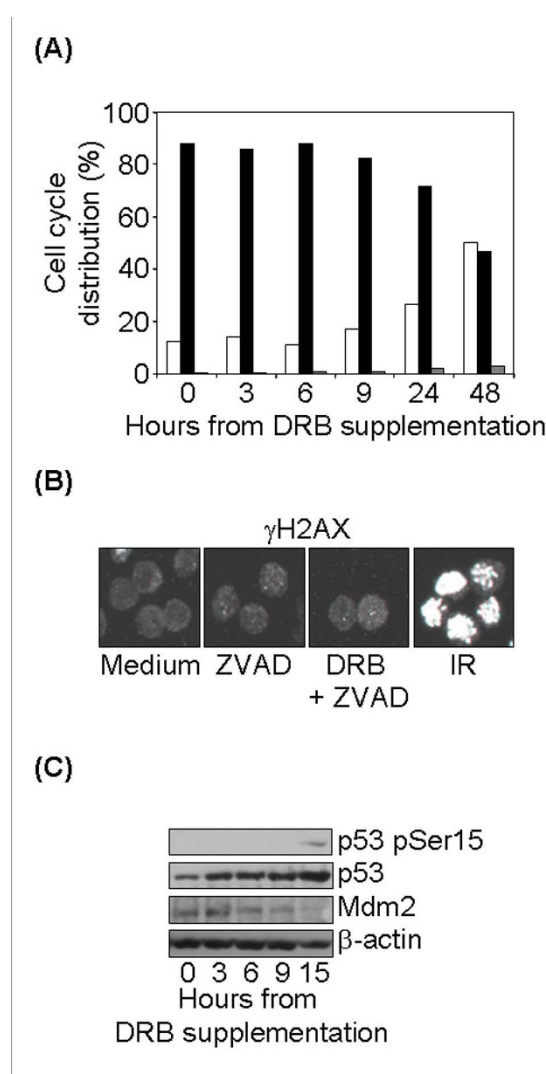 (A)
100
80
60
40
20
0
Cell cycle
distribution (%)
0 3 6 9 24 48
Hours from DRB supplementation
(B)
γH2AX
Medium ZVAD DRB + ZVAD IR
(C)
p53 pSer15
p53
Mdm2
β-actin
0 3 6 9 15
Hours from
DRB supplementation